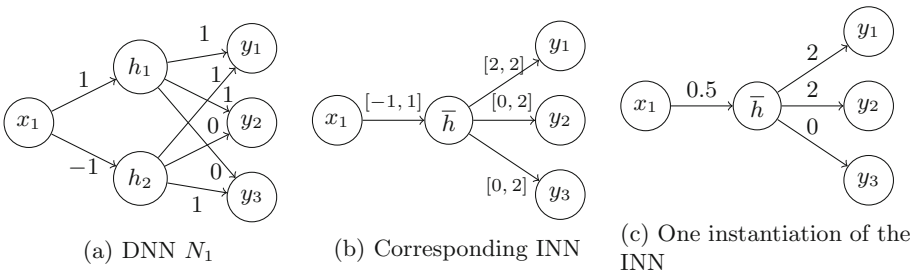 x1
1
−1
h1
h2
1
1
1
0
0
1
y1
y2
y3
(a) DNN N1
x1
[−1, 1]
h̅
[2, 2]
[0, 2]
[0, 2]
y1
y2
y3
(b) Corresponding INN
x1
0.5
h̅
2
2
0
y1
y2
y3
(c) One instantiation of the
INN